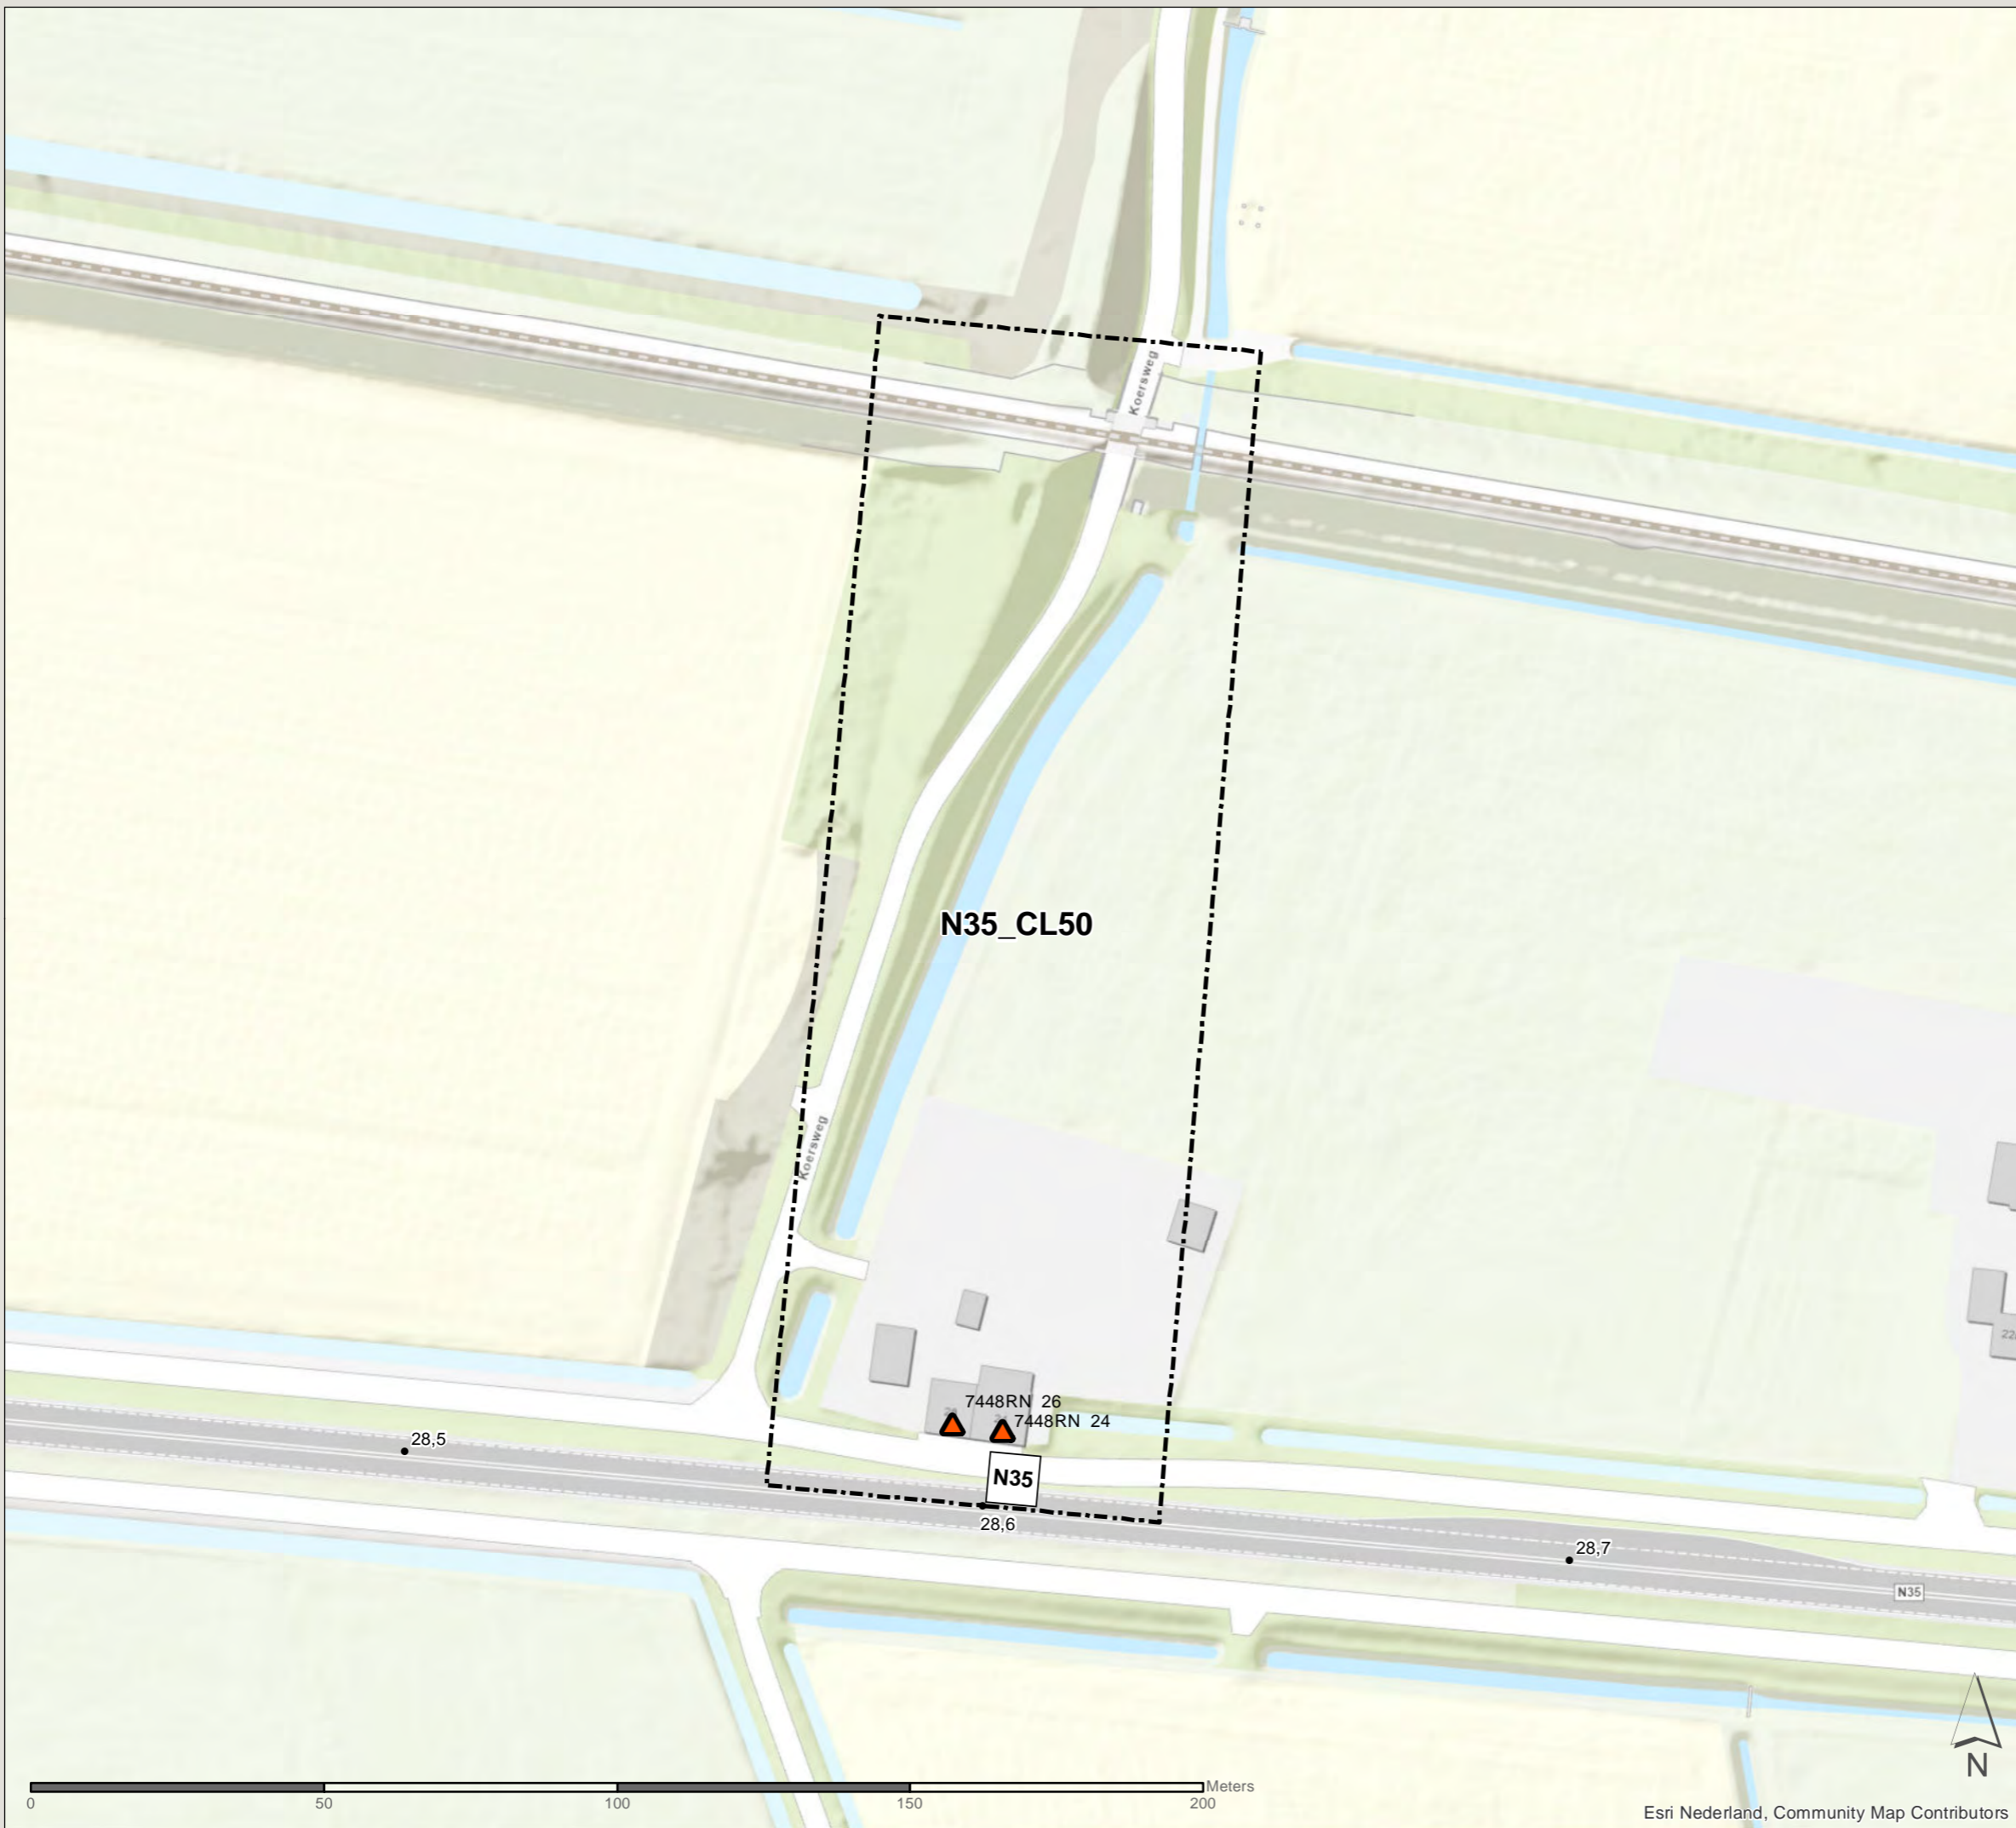 Koersweg
N35_CL50
Koersweg
7448RN 26
7448RN 24
28,5
N35
28,6
28,7
N35
Meters
0 50 100 150 200
N
Esri Nederland, Community Map Contributors